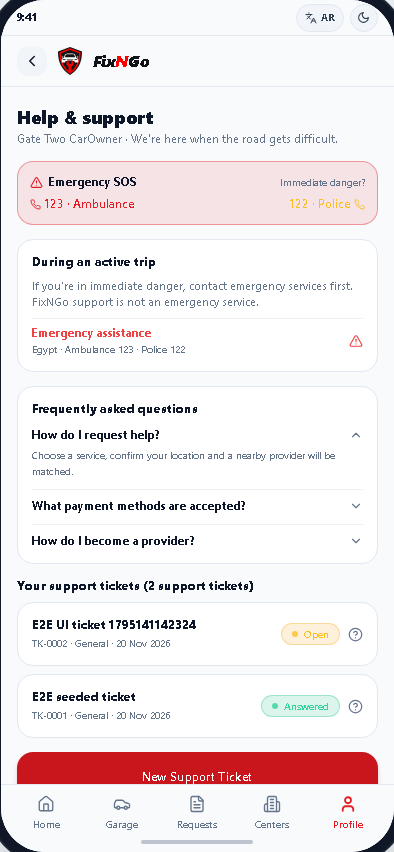 9:41
AR
FixNGo
Help & support
Gate Two CarOwner · We're here when the road gets difficult.
Emergency SOS
Immediate danger?
123 · Ambulance
122 · Police
During an active trip
If you're in immediate danger, contact emergency services first.
FixNGo support is not an emergency service.
Emergency assistance
Egypt · Ambulance 123 · Police 122
Frequently asked questions
How do I request help?
Choose a service, confirm your location and a nearby provider will be
matched.
What payment methods are accepted?
How do I become a provider?
Your support tickets (2 support tickets)
E2E UI ticket 1795141142324
TK-0002 · General · 20 Nov 2026
Open
E2E seeded ticket
TK-0001 · General · 20 Nov 2026
Answered
New Support Ticket
Home
Garage
Requests
Centers
Profile